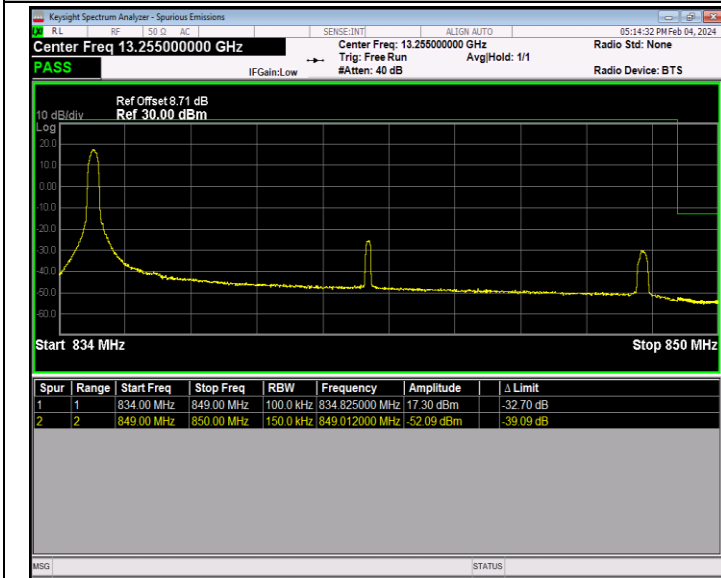 Keysight Spectrum Analyzer - Spurious Emissions
RL RF 50 Ω AC SENSE:INT ALIGN AUTO 05:14:32 PM Feb 04, 2024
Center Freq 13.255000000 GHz Center Freq: 13.255000000 GHz Radio Std: None
Trig: Free Run Avg|Hold: 1/1
PASS IFGain:Low #Atten: 40 dB Radio Device: BTS
Ref Offset 8.71 dB
10 dB/div Ref 30.00 dBm
Log
20.0
10.0
0.00
-10.0
-20.0
-30.0
-40.0
-50.0
-60.0
Start 834 MHz Stop 850 MHz
Spur Range Start Freq Stop Freq RBW Frequency Amplitude Δ Limit
1 1 834.00 MHz 849.00 MHz 100.0 kHz 834.825000 MHz 17.30 dBm -32.70 dB
2 2 849.00 MHz 850.00 MHz 150.0 kHz 849.012000 MHz -52.09 dBm -39.09 dB
MSG STATUS